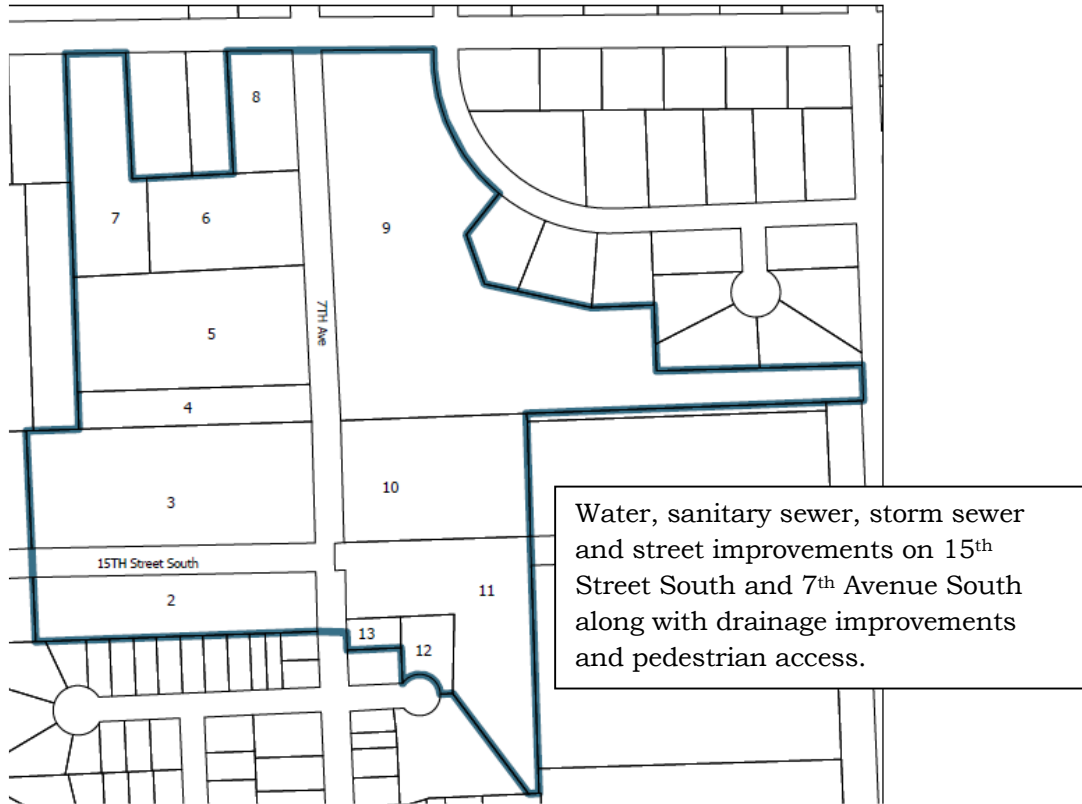 8
7
6
9
7TH Ave
5
4
3
10
15TH Street South
2
11
13
12
Water, sanitary sewer, storm sewer
and street improvements on 15th
Street South and 7th Avenue South
along with drainage improvements
and pedestrian access.